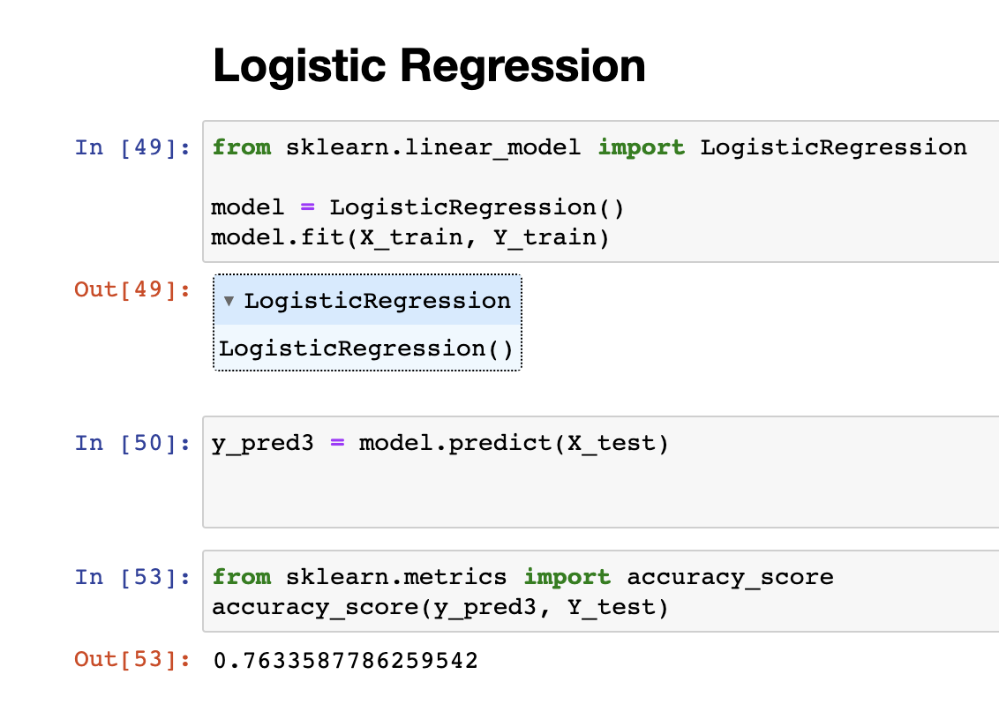 Logistic Regression
In [49]: from sklearn.linear_model import LogisticRegression
model = LogisticRegression()
model.fit(X_train, Y_train)
Out[49]: ▼ LogisticRegression
LogisticRegression()
In [50]: y_pred3 = model.predict(X_test)
In [53]: from sklearn.metrics import accuracy_score
accuracy_score(y_pred3, Y_test)
Out[53]: 0.7633587786259542